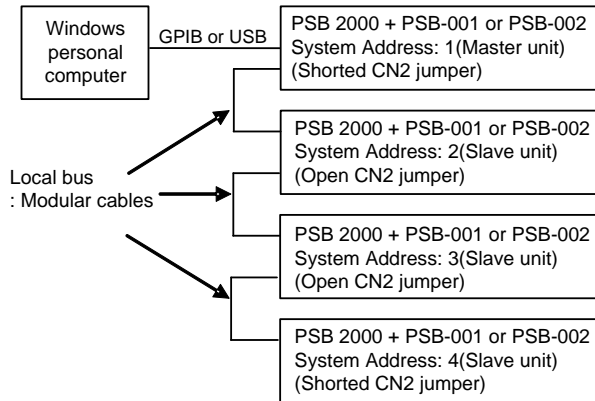 Windows
personal
computer
GPIB or USB
PSB 2000 + PSB-001 or PSB-002
System Address: 1(Master unit)
(Shorted CN2 jumper)
PSB 2000 + PSB-001 or PSB-002
System Address: 2(Slave unit)
(Open CN2 jumper)
Local bus
: Modular cables
PSB 2000 + PSB-001 or PSB-002
System Address: 3(Slave unit)
(Open CN2 jumper)
PSB 2000 + PSB-001 or PSB-002
System Address: 4(Slave unit)
(Shorted CN2 jumper)